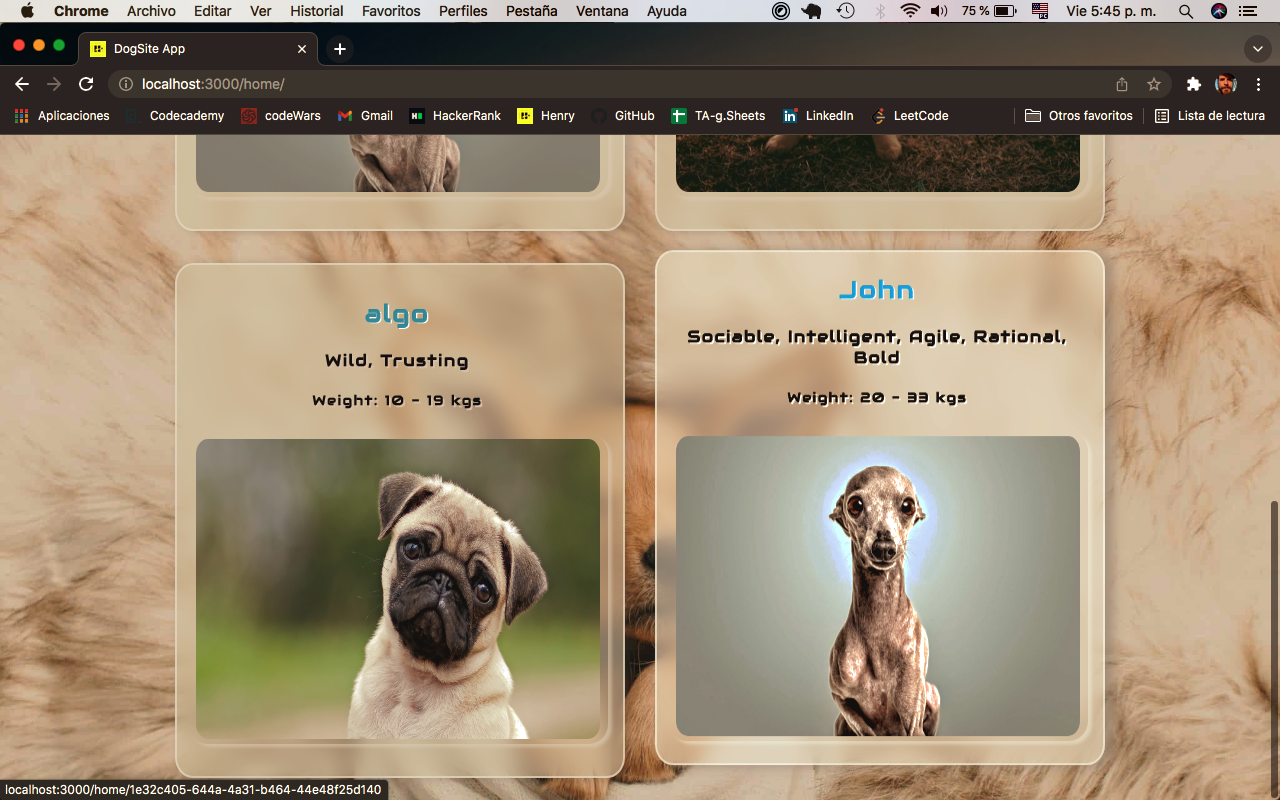 Chrome Archivo Editar Ver Historial Favoritos Perfiles Pestaña Ventana Ayuda 75 % Vie 5:45 p. m.
DogSite App
localhost:3000/home/
Aplicaciones Codecademy codeWars Gmail HackerRank Henry GitHub TA-g.Sheets LinkedIn LeetCode Otros favoritos Lista de lectura
algo
Wild, Trusting
Weight: 10 - 19 kgs
John
Sociable, Intelligent, Agile, Rational,
Bold
Weight: 20 - 33 kgs
localhost:3000/home/1e32c405-644a-4a31-b464-44e48f25d140